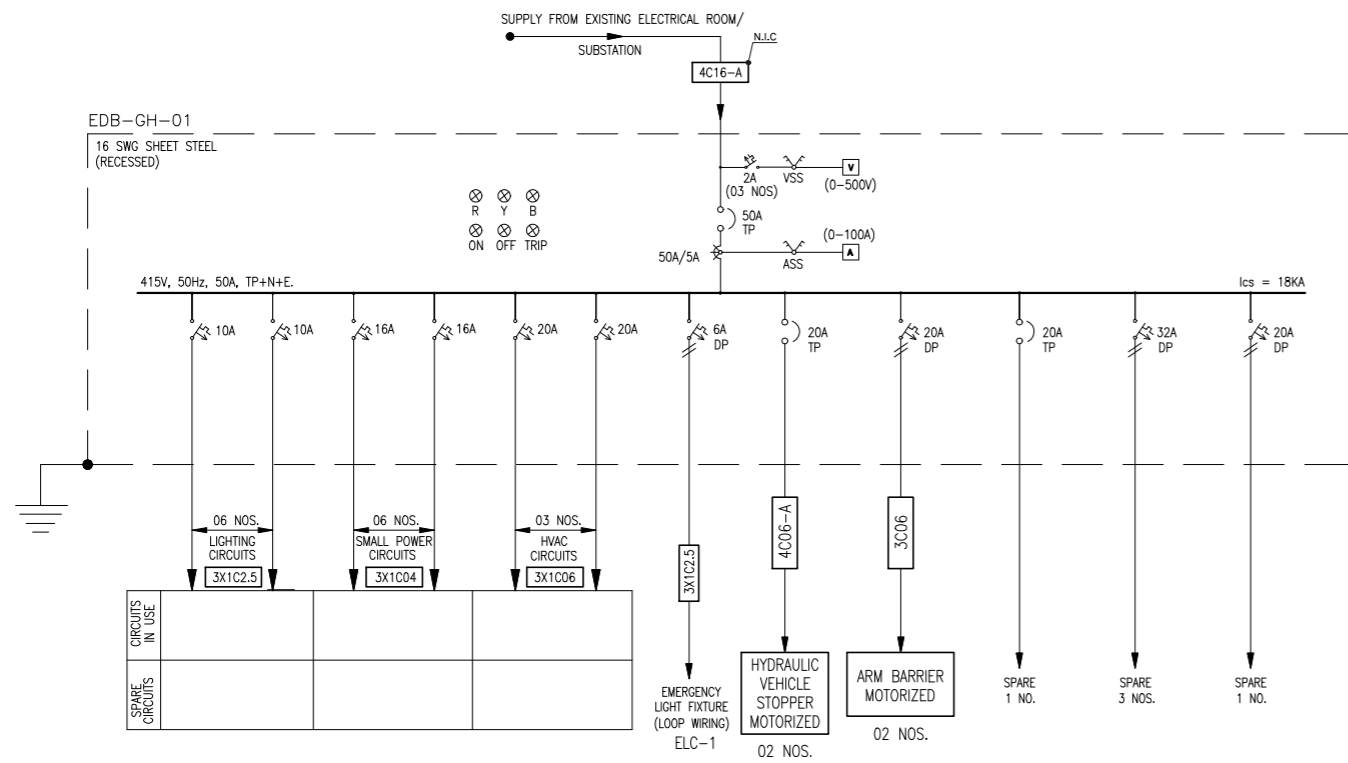 SUPPLY FROM EXISTING ELECTRICAL ROOM/
SUBSTATION
N.I.C
4C16-A
EDB-GH-01
16 SWG SHEET STEEL
(RECESSED)
2A
(03 NOS)
VSS
V
(0-500V)
R Y B
ON OFF TRIP
50A
TP
50A/5A
ASS
(0-100A)
A
415V, 50Hz, 50A, TP+N+E.
Ics = 18KA
10A
10A
16A
16A
20A
20A
6A
DP
20A
TP
20A
DP
20A
TP
32A
DP
20A
DP
06 NOS.
LIGHTING
CIRCUITS
3X1C2.5
06 NOS.
SMALL POWER
CIRCUITS
3X1C04
03 NOS.
HVAC
CIRCUITS
3X1C06
3X1C2.5
4C06-A
3C06
CIRCUITS
IN USE
SPARE
CIRCUITS
EMERGENCY
LIGHT FIXTURE
(LOOP WIRING)
ELC-1
HYDRAULIC
VEHICLE
STOPPER
MOTORIZED
02 NOS.
ARM BARRIER
MOTORIZED
02 NOS.
SPARE
1 NO.
SPARE
3 NOS.
SPARE
1 NO.